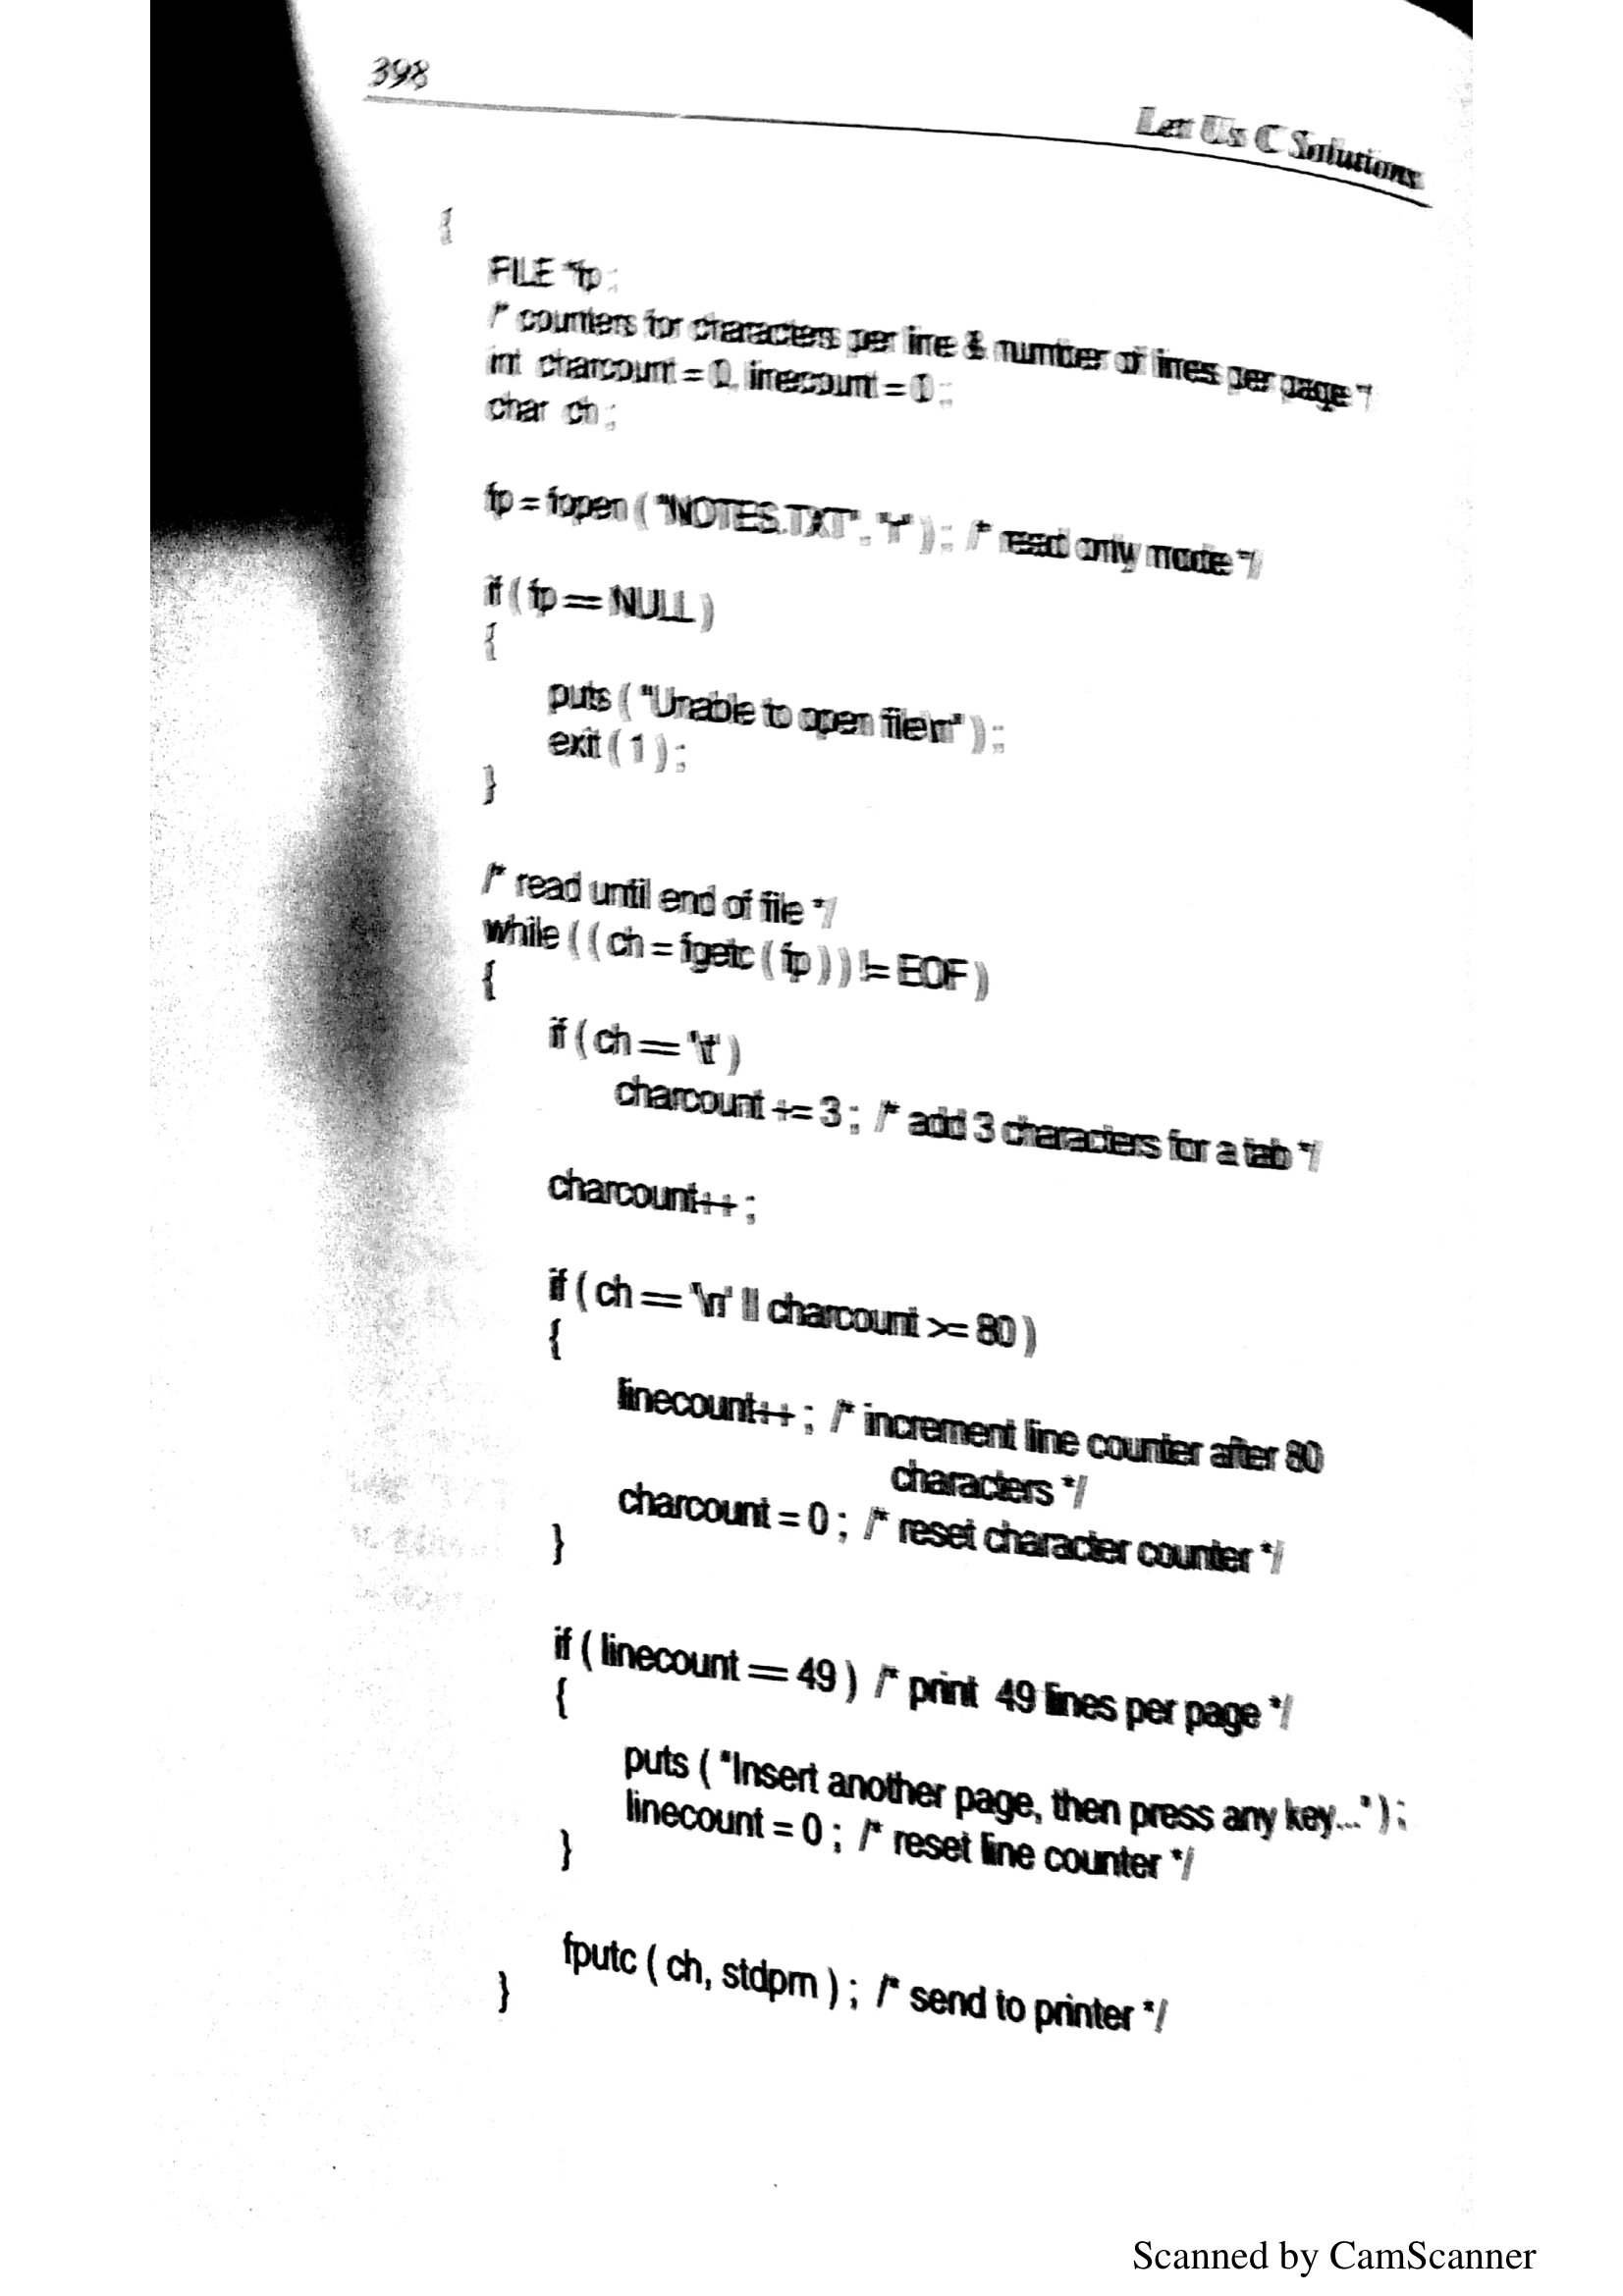 398
Let Us C Solutions
{
FILE *fp ;
/* counters for characters per line & number of lines per page */
int charcount = 0, linecount = 0 ;
char ch ;
fp = fopen ( "NOTES.TXT", "r" ) ; /* read only mode */
if ( fp == NULL )
{
puts ( "Unable to open file\n" ) ;
exit ( 1 ) ;
}
/* read until end of file */
while ( ( ch = fgetc ( fp ) ) != EOF )
{
if ( ch == '\t' )
charcount += 3 ; /* add 3 characters for a tab */
charcount++ ;
if ( ch == '\n' || charcount >= 80 )
{
linecount++ ; /* increment line counter after 80
characters */
charcount = 0 ; /* reset character counter */
}
if ( linecount == 49 ) /* print 49 lines per page */
{
puts ( "Insert another page, then press any key..." ) ;
linecount = 0 ; /* reset line counter */
}
fputc ( ch, stdprn ) ; /* send to printer */
}
Scanned by CamScanner